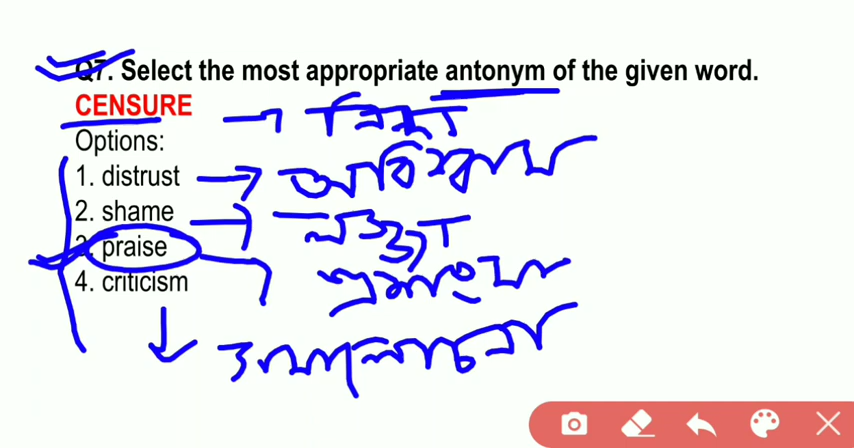 Q7. Select the most appropriate antonym of the given word.
CENSURE → নিন্দা
Options:
1. distrust → অবিশ্বাস
2. shame লজ্জা
3. praise প্রশংসা
4. criticism
সমালোচনা